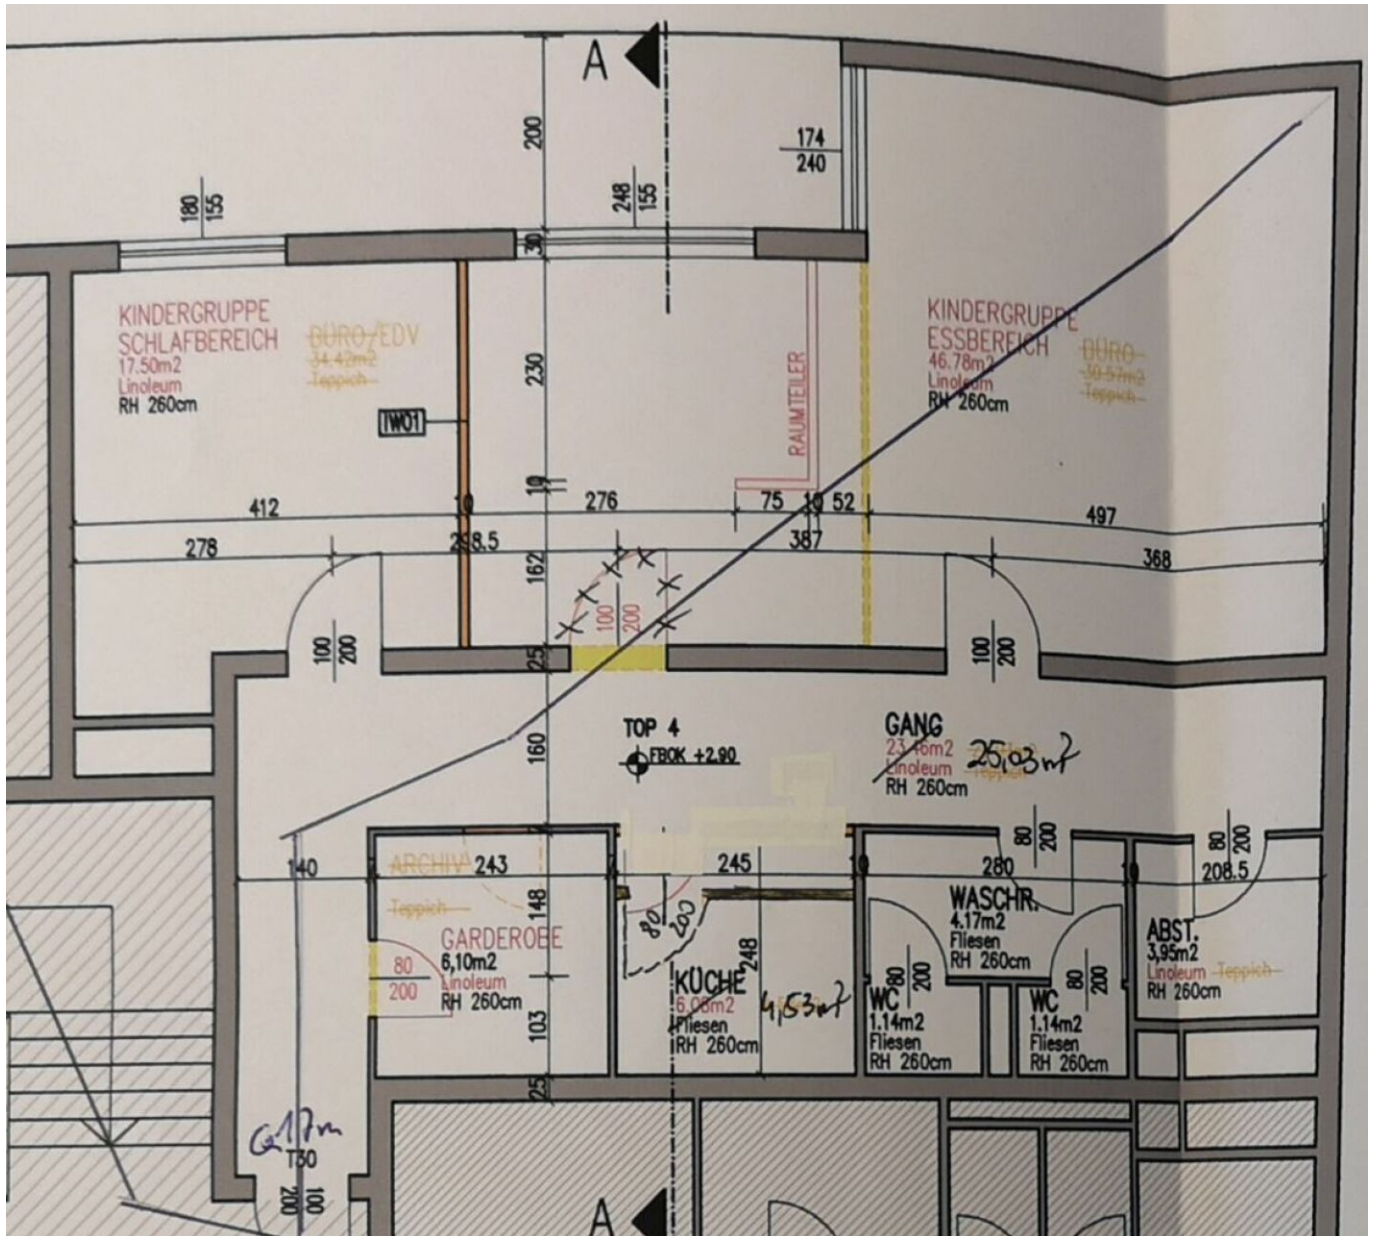 A
200
174
240
180
155
248
155
30
KINDERGRUPPE
SCHLAFBEREICH
17.50m2
Linoleum
RH 260cm
BÜRO/EDV
34.42m2
Teppich
IW01
230
RAUMTEILER
KINDERGRUPPE
ESSBEREICH
46.78m2
Linoleum
RH 260cm
BÜRO
30.57m2
Teppich
10
412
10
276
75
10
52
497
278
298.5
387
368
162
100
200
100
200
100
200
25
TOP 4
FBOK +2.90
160
GANG
23.46m2
25,03m²
Linoleum
Teppich
RH 260cm
80
200
80
200
140
ARCHIV
243
245
10
280
10
208.5
Teppich
148
GARDEROBE
6,10m2
Linoleum
RH 260cm
80
200
80
200
248
KÜCHE
6.08m2
4,53m²
Fliesen
RH 260cm
WASCHR.
4.17m2
Fliesen
RH 260cm
ABST.
3,95m2
Linoleum
Teppich
RH 260cm
80
200
80
200
WC
1.14m2
Fliesen
RH 260cm
WC
1.14m2
Fliesen
RH 260cm
103
25
17m
T30
100
200
A